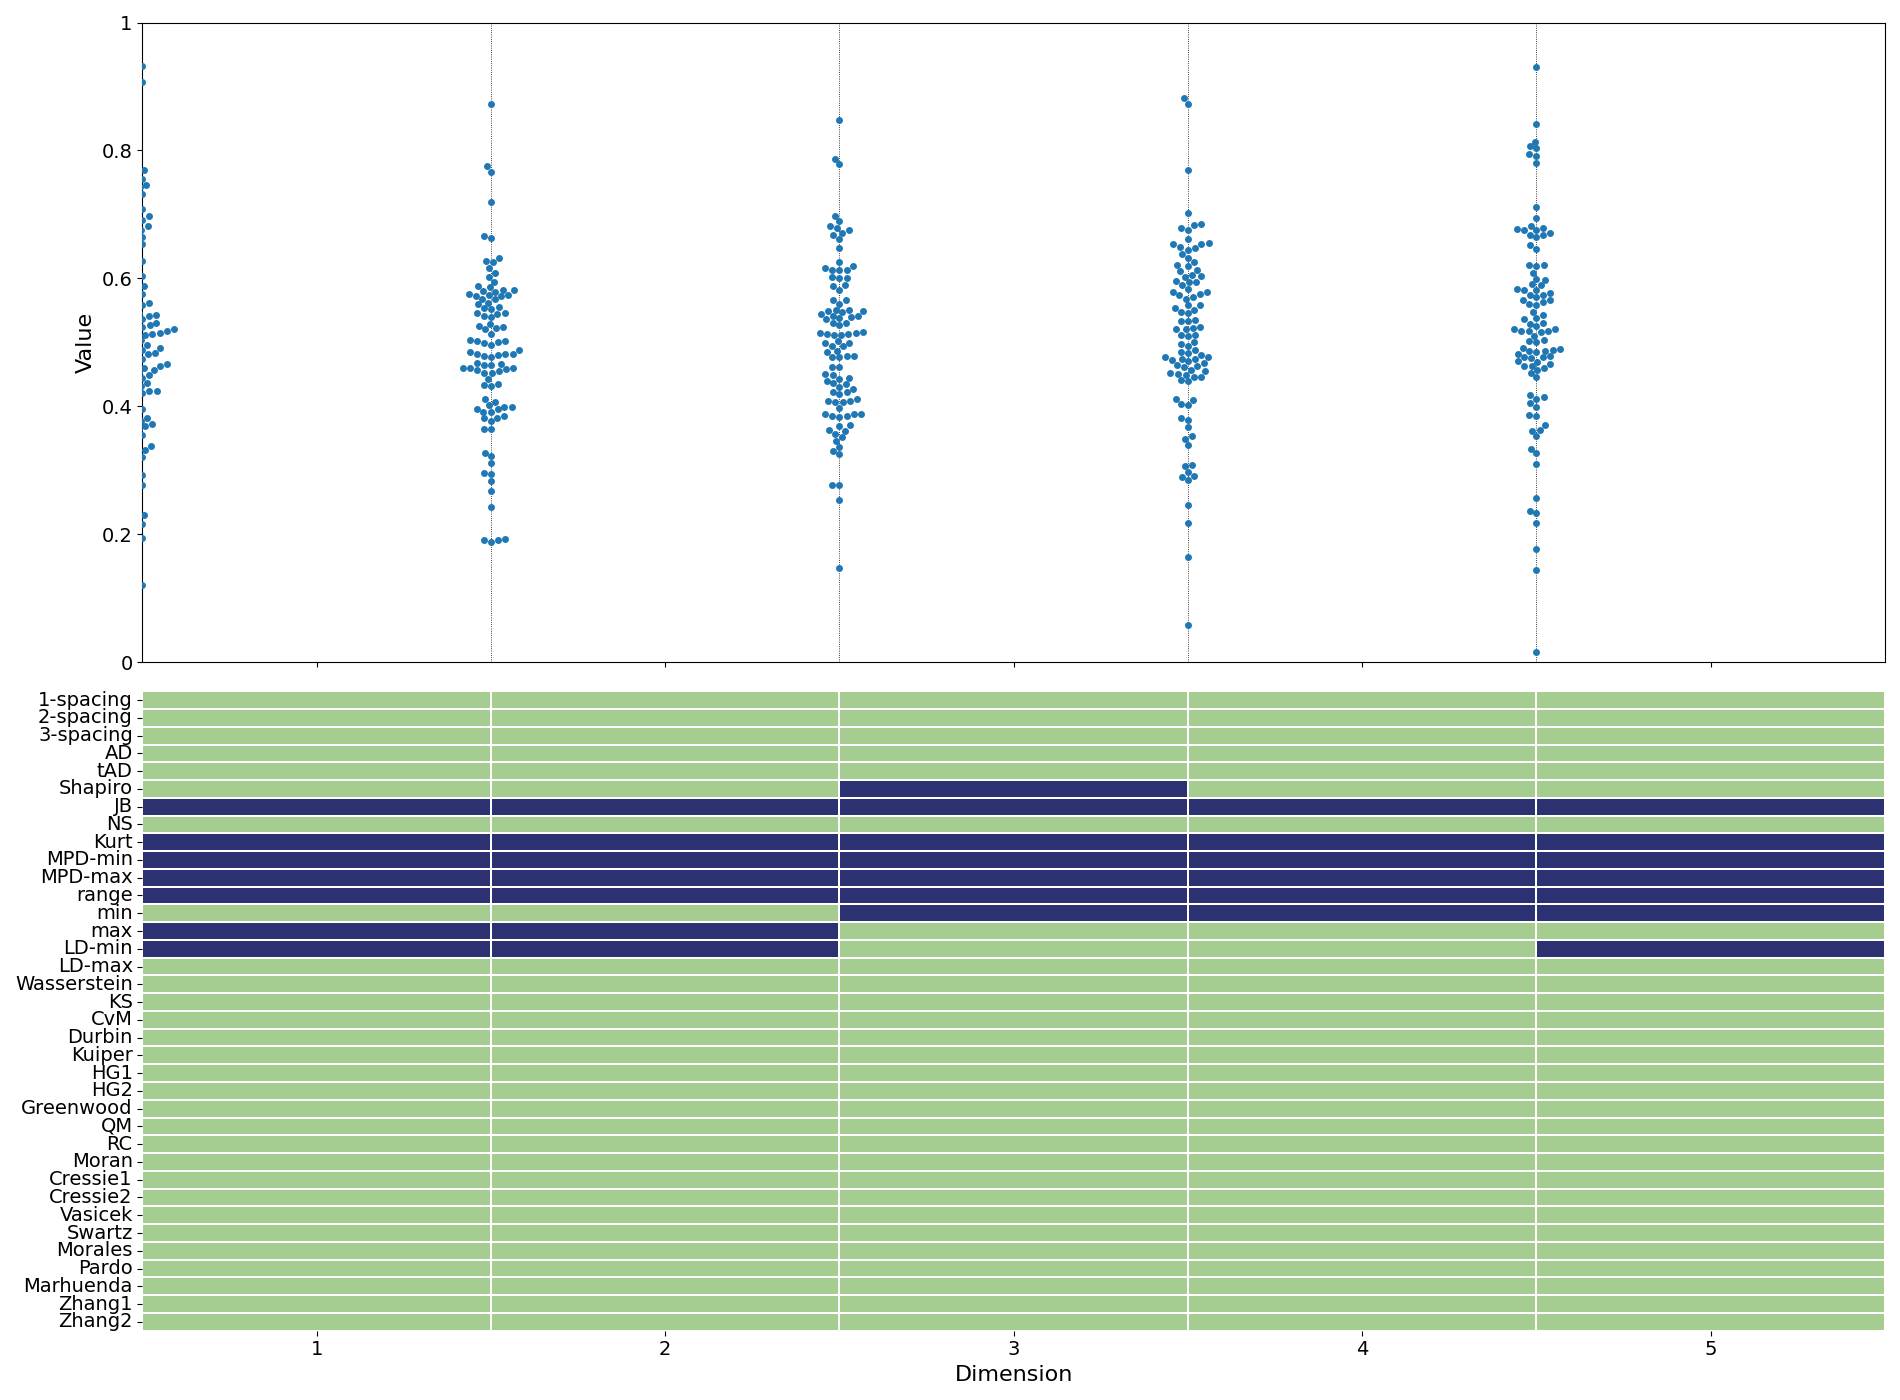 1
0.8
0.6
0.4
0.2
0
Value
1-spacing
2-spacing
3-spacing
AD
tAD
Shapiro
JB
NS
Kurt
MPD-min
MPD-max
range
min
max
LD-min
LD-max
Wasserstein
KS
CvM
Durbin
Kuiper
HG1
HG2
Greenwood
QM
RC
Moran
Cressie1
Cressie2
Vasicek
Swartz
Morales
Pardo
Marhuenda
Zhang1
Zhang2
1 2 3 4 5
Dimension